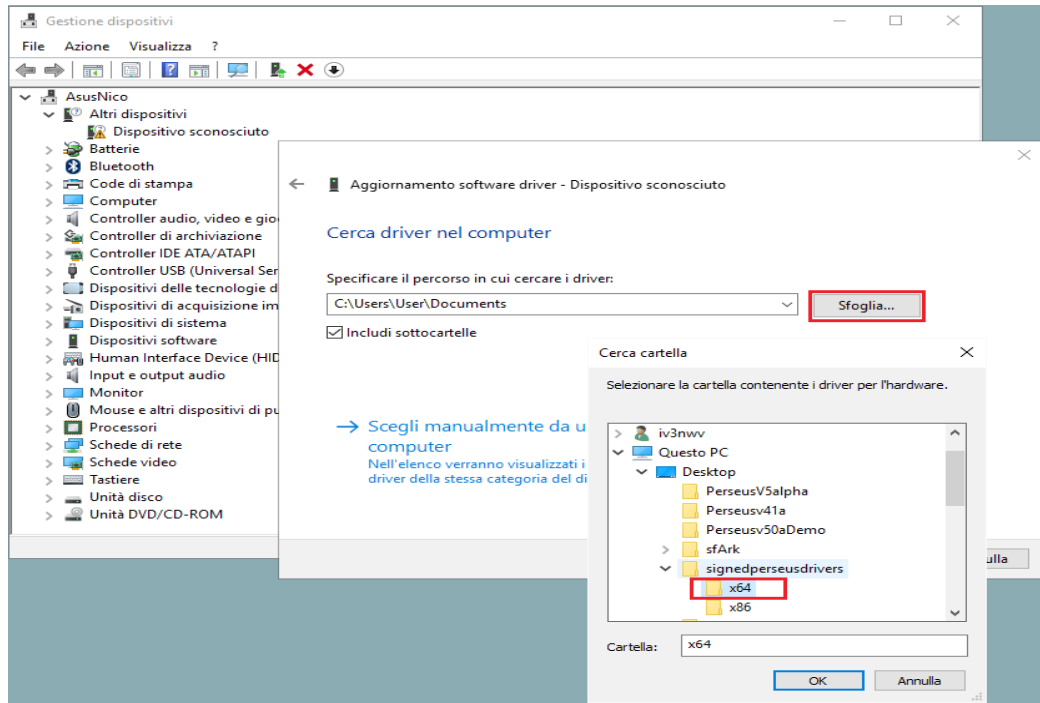 Gestione dispositivi
File Azione Visualizza ?
AsusNico
Altri dispositivi
Dispositivo sconosciuto
Batterie
Bluetooth
Code di stampa
Computer
Controller audio, video e gio
Controller di archiviazione
Controller IDE ATA/ATAPI
Controller USB (Universal Ser
Dispositivi delle tecnologie d
Dispositivi di acquisizione im
Dispositivi di sistema
Dispositivi software
Human Interface Device (HID
Input e output audio
Monitor
Mouse e altri dispositivi di pu
Processori
Schede di rete
Schede video
Tastiere
Unità disco
Unità DVD/CD-ROM
Aggiornamento software driver - Dispositivo sconosciuto
Cerca driver nel computer
Specificare il percorso in cui cercare i driver:
C:\Users\User\Documents
Sfoglia...
Includi sottocartelle
Scegli manualmente da u
computer
Nell'elenco verranno visualizzati i
driver della stessa categoria del di
ulla
Cerca cartella
Selezionare la cartella contenente i driver per l'hardware.
iv3nwv
Questo PC
Desktop
PerseusV5alpha
Perseusv41a
Perseusv50aDemo
sfArk
signedperseusdrivers
x64
x86
Cartella: x64
OK Annulla